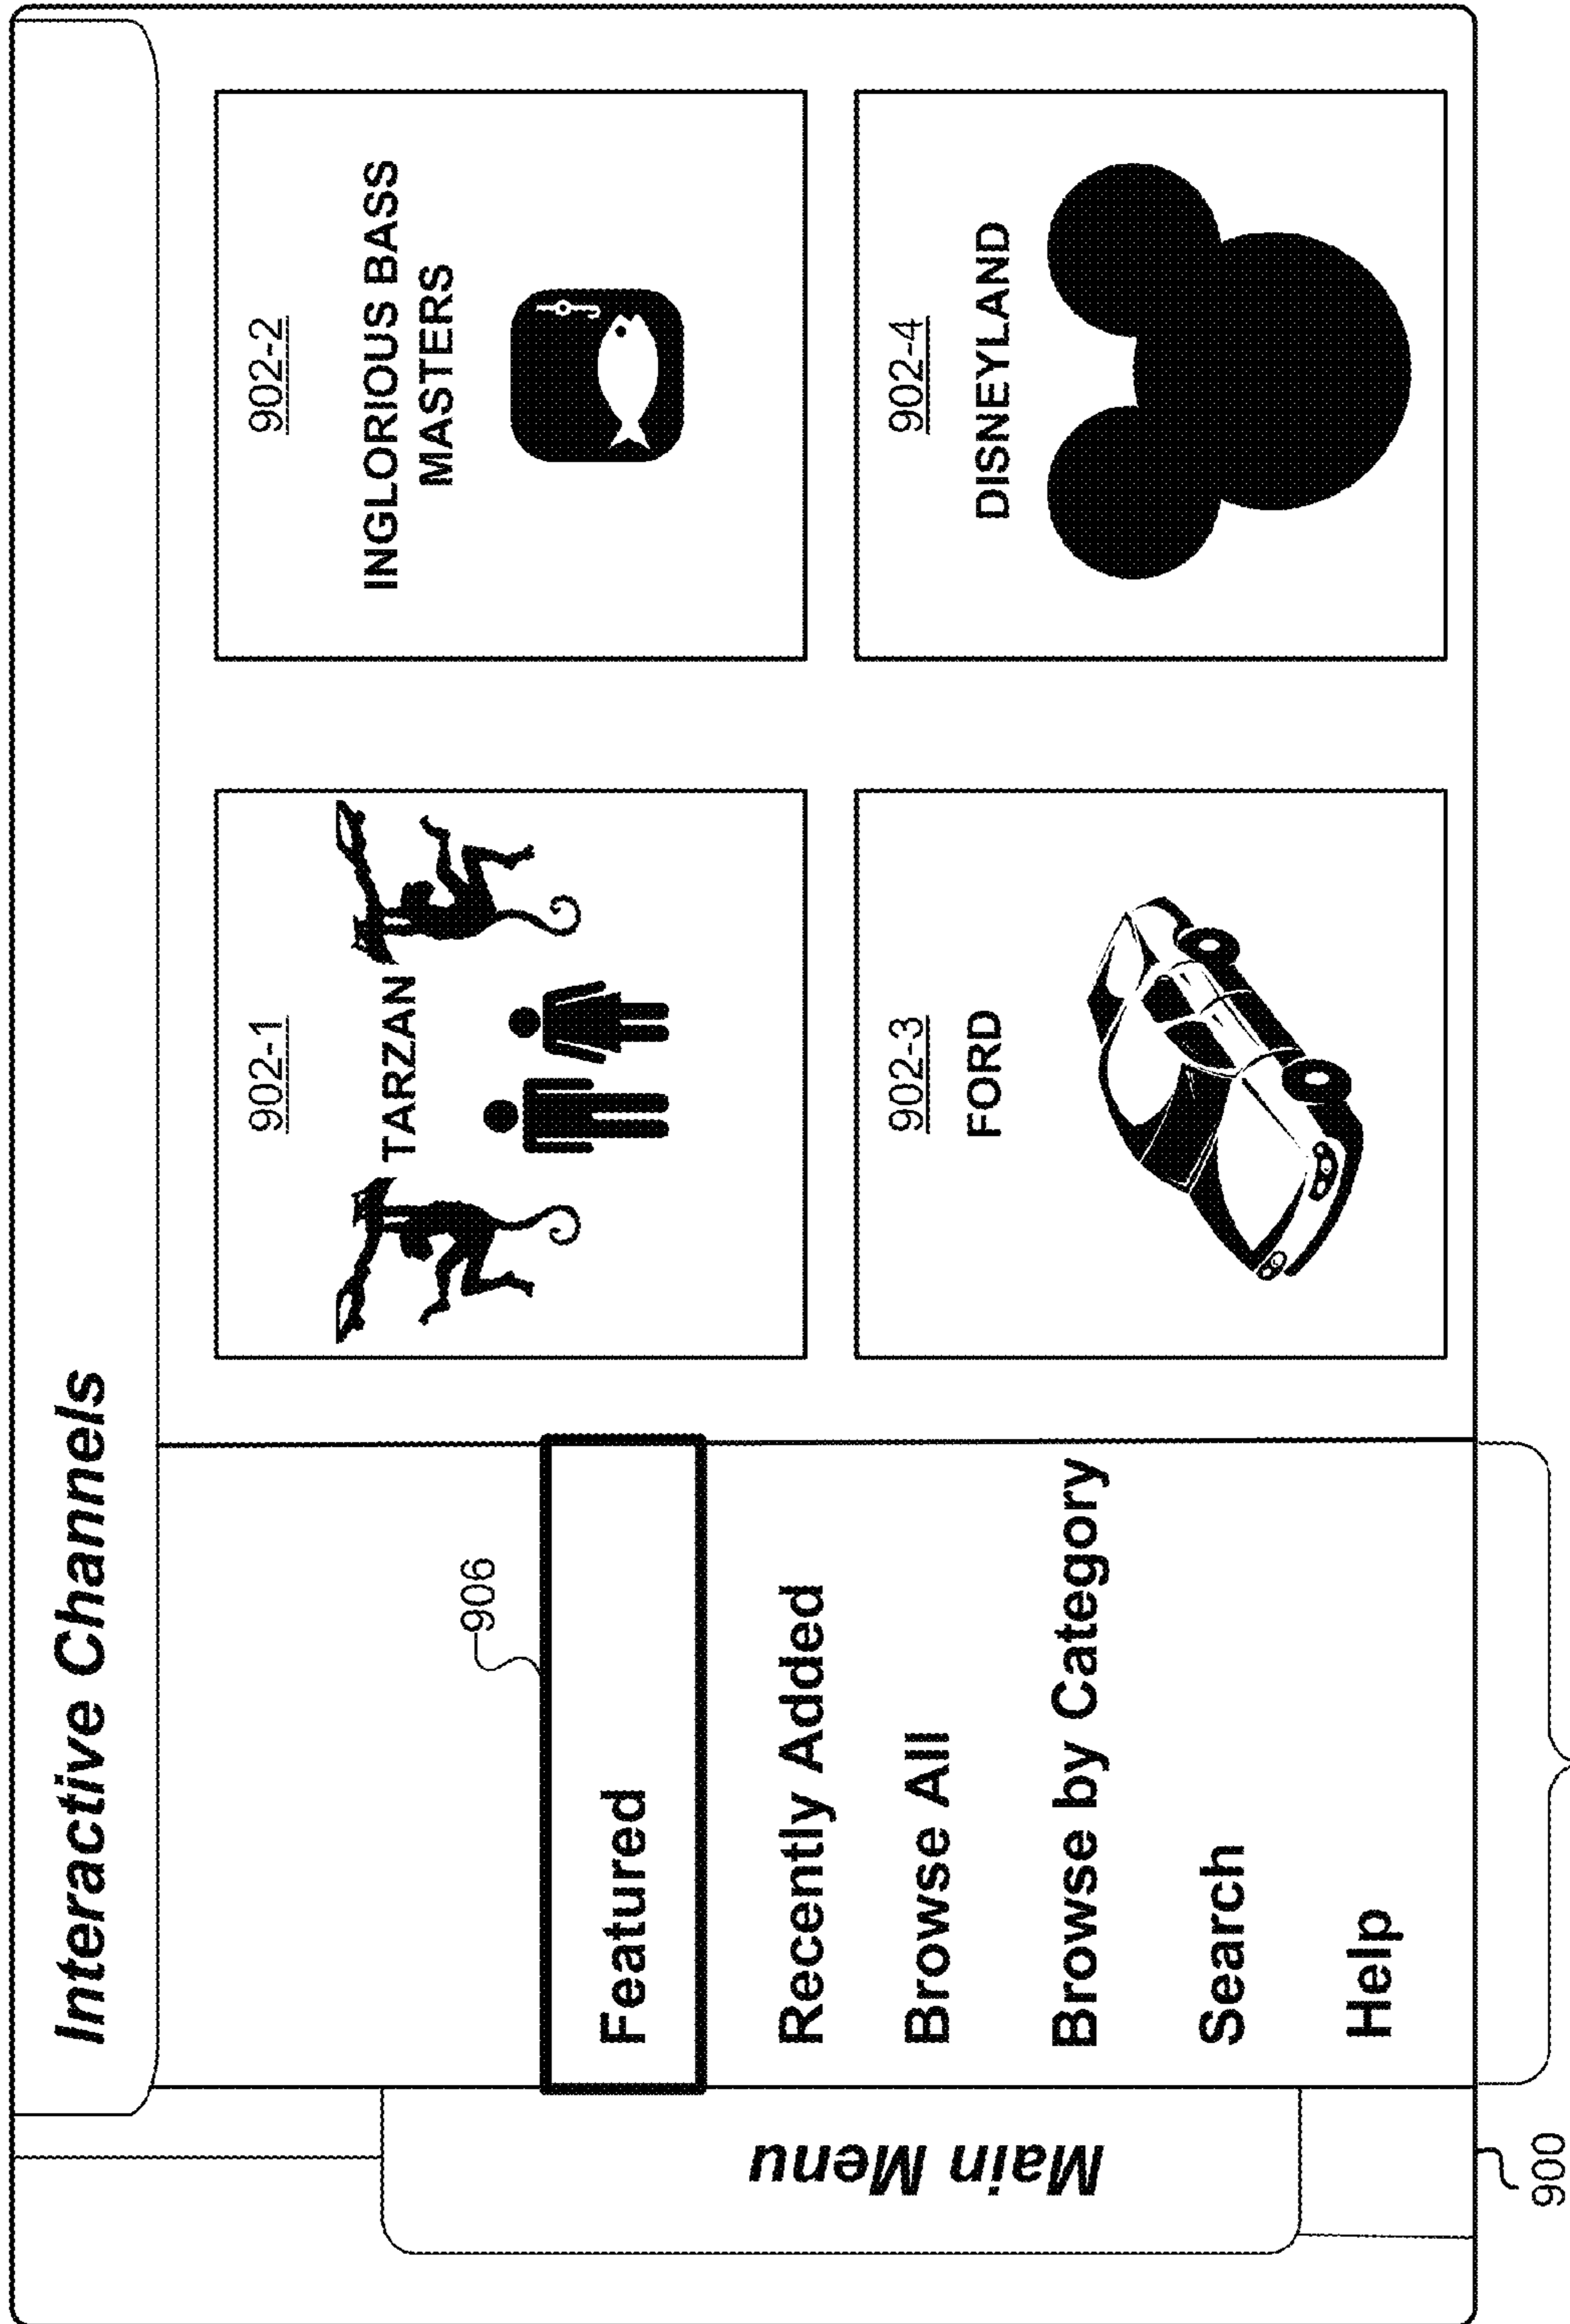 Interactive Channels
Main Menu
906
Featured
Recently Added
Browse All
Browse by Category
Search
Help
902-1
TARZAN
902-2
INGLORIOUS BASS
MASTERS
902-3
FORD
902-4
DISNEYLAND
900